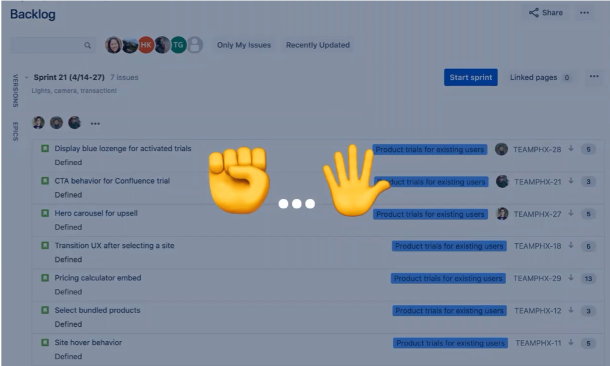 Backlog
Share
HK
TG
Only My Issues
Recently Updated
VERSIONS
EPICS
Sprint 21 (4/14-27) 7 issues
Start sprint
Linked pages 0
Lights, camera, transaction!
Display blue lozenge for activated trials
Product trials for existing users TEAMPHX-28 5
Defined
CTA behavior for Confluence trial
Product trials for existing users TEAMPHX-21 3
Defined
Hero carousel for upsell
Product trials for existing users TEAMPHX-27 5
Defined
Transition UX after selecting a site
Product trials for existing users TEAMPHX-18 5
Defined
Pricing calculator embed
Product trials for existing users TEAMPHX-29 13
Defined
Select bundled products
Product trials for existing users TEAMPHX-12 3
Defined
Site hover behavior
Product trials for existing users TEAMPHX-11 5
Defined